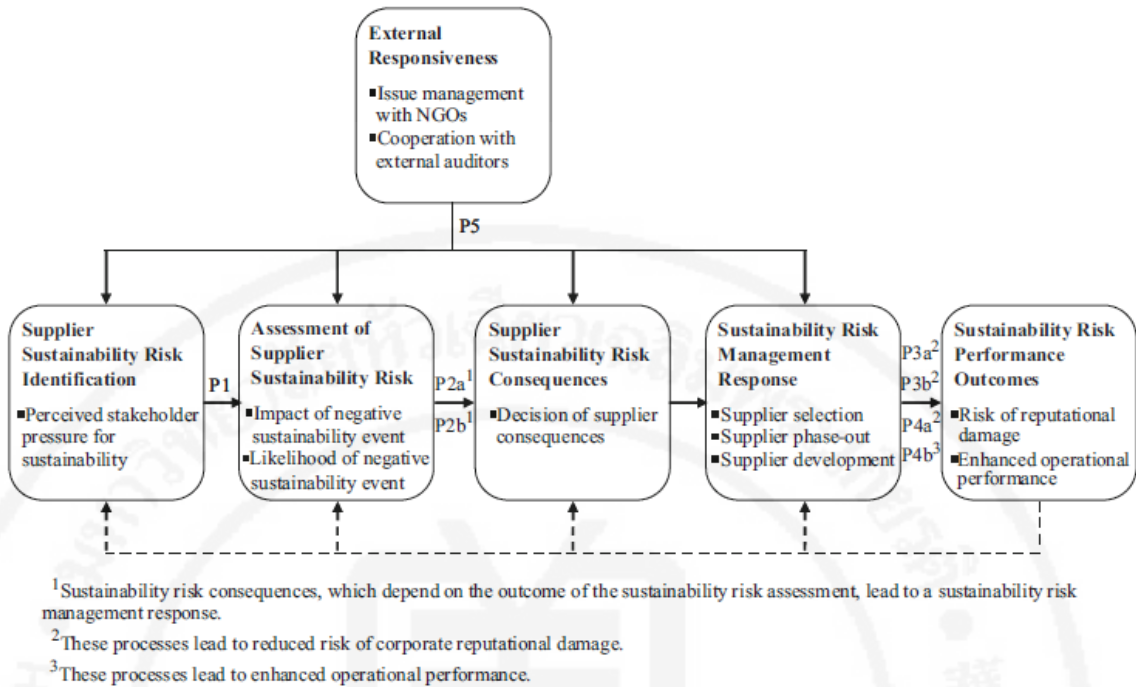 External
Responsiveness
▪Issue management
with NGOs
▪Cooperation with
external auditors
P5
Supplier
Sustainability Risk
Identification
▪Perceived stakeholder
pressure for
sustainability
P1
Assessment of
Supplier
Sustainability Risk
▪Impact of negative
sustainability event
▪Likelihood of negative
sustainability event
P2a¹
P2b¹
Supplier
Sustainability Risk
Consequences
▪Decision of supplier
consequences
Sustainability Risk
Management
Response
▪Supplier selection
▪Supplier phase-out
▪Supplier development
P3a²
P3b²
P4a²
P4b³
Sustainability Risk
Performance
Outcomes
▪Risk of reputational
damage
▪Enhanced operational
performance
¹Sustainability risk consequences, which depend on the outcome of the sustainability risk assessment, lead to a sustainability risk
management response.
²These processes lead to reduced risk of corporate reputational damage.
³These processes lead to enhanced operational performance.